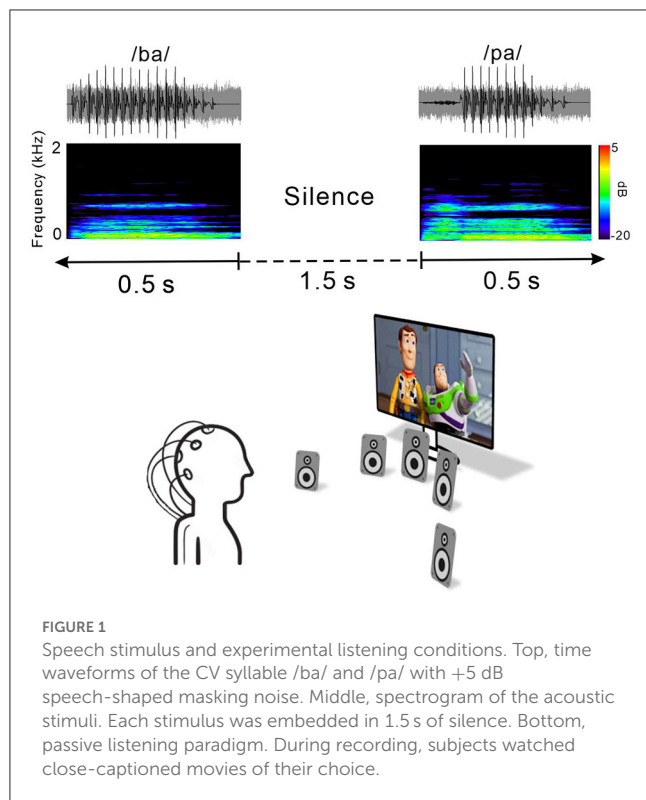 /ba/
/pa/
Frequency (kHz)
2
0
Silence
5
dB
-20
0.5 s
1.5 s
0.5 s
FIGURE 1
Speech stimulus and experimental listening conditions. Top, time
waveforms of the CV syllable /ba/ and /pa/ with +5 dB
speech-shaped masking noise. Middle, spectrogram of the acoustic
stimuli. Each stimulus was embedded in 1.5 s of silence. Bottom,
passive listening paradigm. During recording, subjects watched
close-captioned movies of their choice.